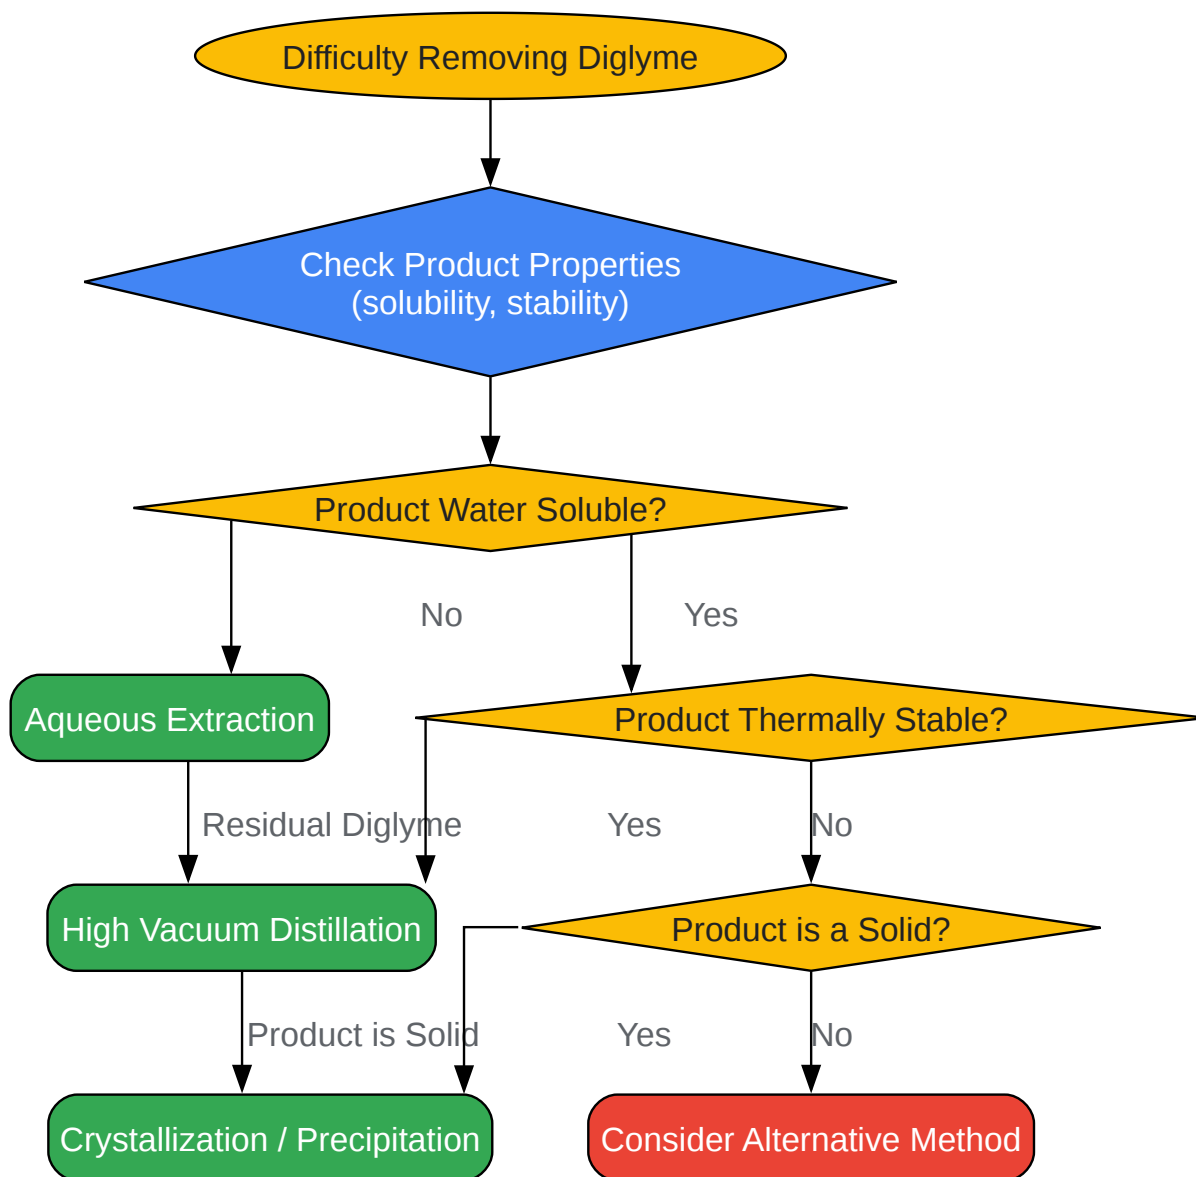 Difficulty Removing Diglyme
Check Product Properties
(solubility, stability)
Product Water Soluble?
No
Yes
Aqueous Extraction
Product Thermally Stable?
Residual Diglyme
Yes
No
High Vacuum Distillation
Product is a Solid?
Product is Solid
Yes
No
Crystallization / Precipitation
Consider Alternative Method